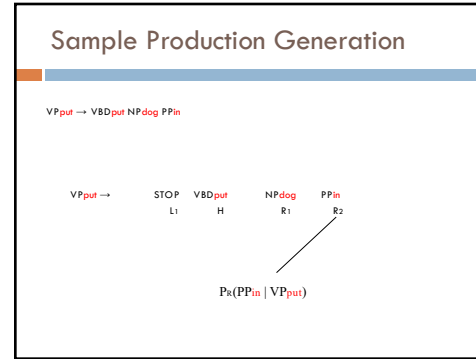 Sample Production Generation
VPput → VBDput NPdog PPin
VPput → STOP VBDput NPdog PPin
L1 H R1 R2
PR(PPin | VPput)